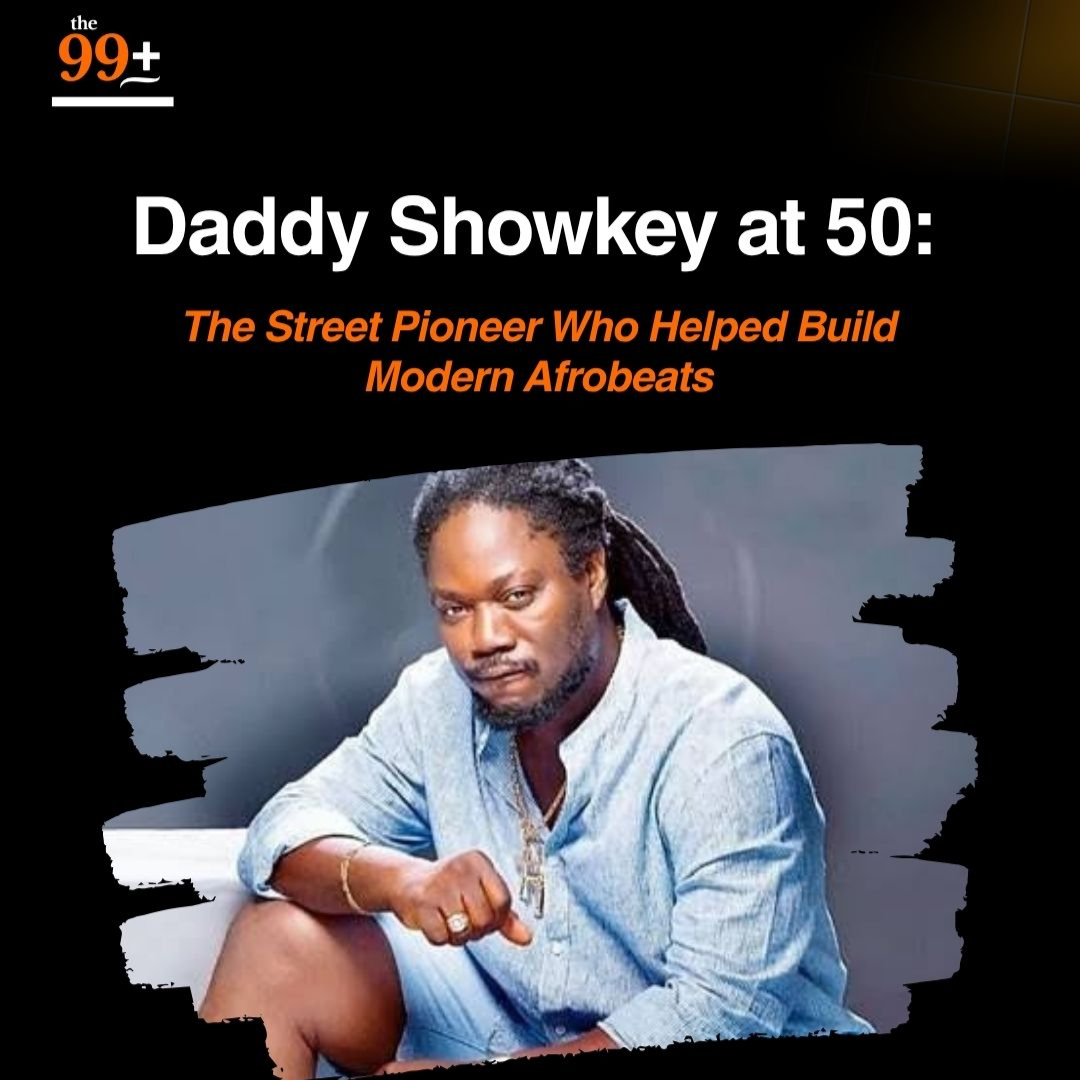 the
99+
Daddy Showkey at 50:
The Street Pioneer Who Helped Build
Modern Afrobeats